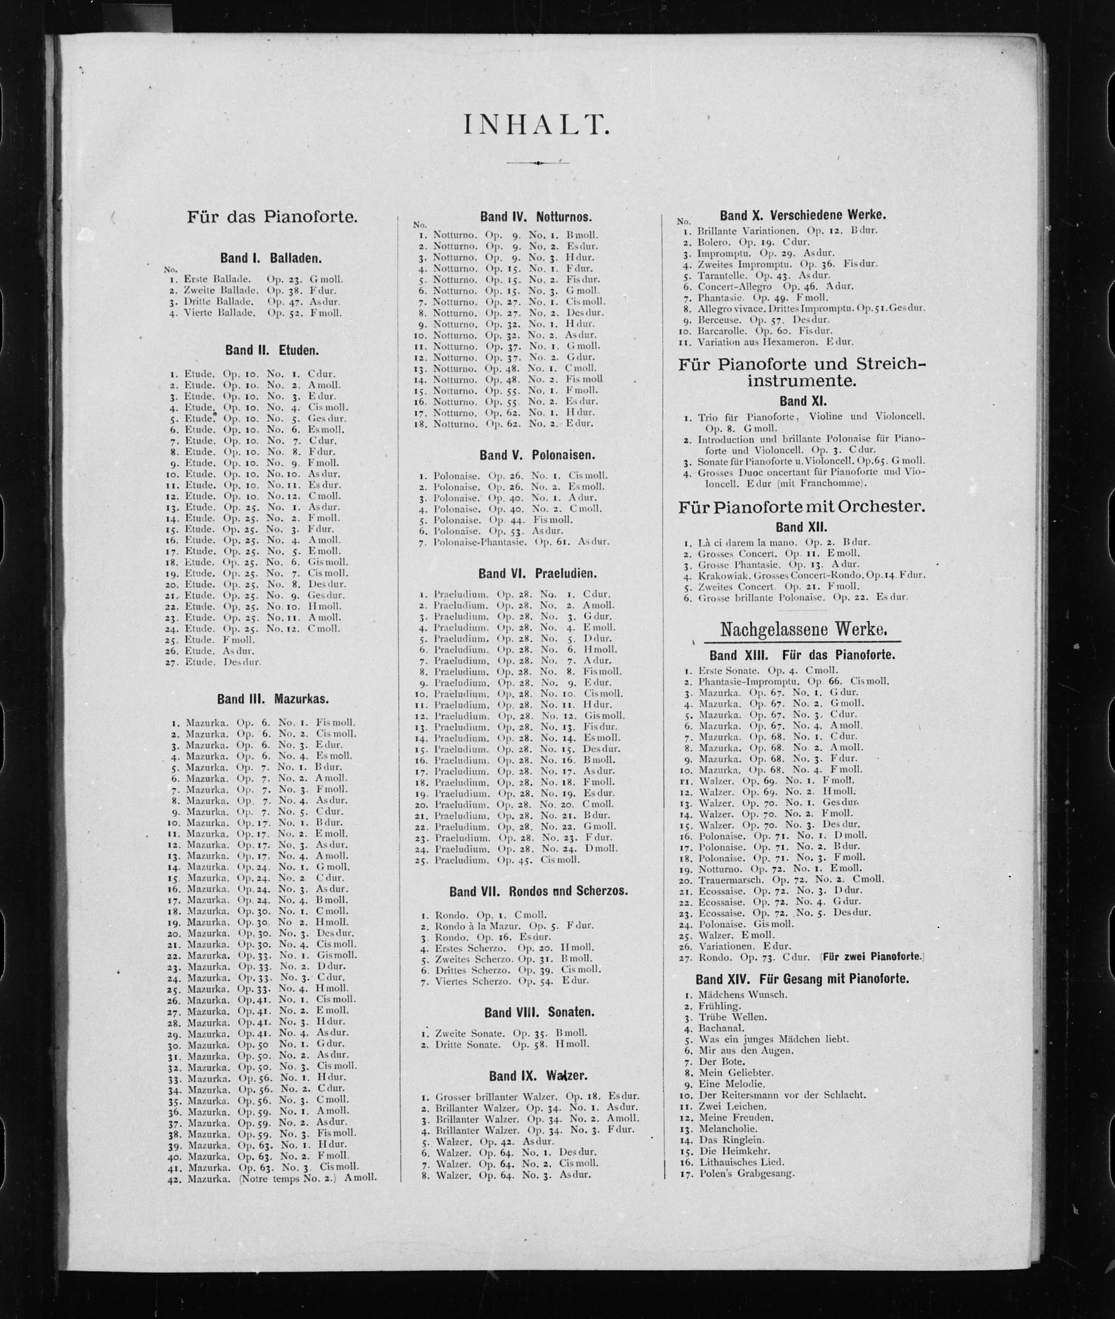 INHALT.
Für das Pianoforte.
Band I. Balladen.
No.
1. Erste Ballade. Op. 23. G moll.
2. Zweite Ballade. Op. 38. F dur.
3. Dritte Ballade. Op. 47. As dur.
4. Vierte Ballade. Op. 52. F moll.
Band II. Etuden.
1. Etude. Op. 10. No. 1. C dur.
2. Etude. Op. 10. No. 2. A moll.
3. Etude. Op. 10. No. 3. E dur.
4. Etude. Op. 10. No. 4. Cis moll.
5. Etude. Op. 10. No. 5. Ges dur.
6. Etude. Op. 10. No. 6. Es moll.
7. Etude. Op. 10. No. 7. C dur.
8. Etude. Op. 10. No. 8. F dur.
9. Etude. Op. 10. No. 9. F moll.
10. Etude. Op. 10. No. 10. As dur.
11. Etude. Op. 10. No. 11. Es dur.
12. Etude. Op. 10. No. 12. C moll.
13. Etude. Op. 25. No. 1. As dur.
14. Etude. Op. 25. No. 2. F moll.
15. Etude. Op. 25. No. 3. F dur.
16. Etude. Op. 25. No. 4. A moll.
17. Etude. Op. 25. No. 5. E moll.
18. Etude. Op. 25. No. 6. Gis moll.
19. Etude. Op. 25. No. 7. Cis moll.
20. Etude. Op. 25. No. 8. Des dur.
21. Etude. Op. 25. No. 9. Ges dur.
22. Etude. Op. 25. No. 10. H moll.
23. Etude. Op. 25. No. 11. A moll.
24. Etude. Op. 25. No. 12. C moll.
25. Etude. F moll.
26. Etude. As dur.
27. Etude. Des dur.
Band III. Mazurkas.
1. Mazurka. Op. 6. No. 1. Fis moll.
2. Mazurka. Op. 6. No. 2. Cis moll.
3. Mazurka. Op. 6. No. 3. E dur.
4. Mazurka. Op. 6. No. 4. Es moll.
5. Mazurka. Op. 7. No. 1. B dur.
6. Mazurka. Op. 7. No. 2. A moll.
7. Mazurka. Op. 7. No. 3. F moll.
8. Mazurka. Op. 7. No. 4. As dur.
9. Mazurka. Op. 7. No. 5. C dur.
10. Mazurka. Op. 17. No. 1. B dur.
11. Mazurka. Op. 17. No. 2. E moll.
12. Mazurka. Op. 17. No. 3. As dur.
13. Mazurka. Op. 17. No. 4. A moll.
14. Mazurka. Op. 24. No. 1. G moll.
15. Mazurka. Op. 24. No. 2 C dur.
16. Mazurka. Op. 24. No. 3. As dur.
17. Mazurka. Op. 24. No. 4. B moll.
18. Mazurka. Op. 30. No. 1. C moll.
19. Mazurka. Op. 30. No 2. H moll.
20. Mazurka. Op. 30. No. 3. Des dur.
21. Mazurka. Op. 30. No. 4. Cis moll.
22. Mazurka. Op. 33. No. 1. Gis moll.
23. Mazurka. Op. 33. No. 2. D dur.
24. Mazurka. Op. 33. No. 3. C dur.
25. Mazurka. Op. 33. No. 4. H moll.
26. Mazurka. Op. 41. No. 1. Cis moll.
27. Mazurka. Op. 41. No. 2. E moll.
28. Mazurka. Op. 41. No. 3. H dur.
29. Mazurka. Op. 41. No. 4. As dur.
30. Mazurka. Op. 50 No. 1. G dur.
31. Mazurka. Op. 50. No. 2. As dur.
32. Mazurka. Op. 50. No. 3. Cis moll.
33. Mazurka. Op. 56. No. 1. H dur.
34. Mazurka. Op. 56. No. 2. C dur.
35. Mazurka. Op. 56. No. 3. C moll.
36. Mazurka. Op. 59. No. 1. A moll.
37. Mazurka. Op. 59. No. 2. As dur.
38. Mazurka. Op. 59. No. 3. Fis moll.
39. Mazurka. Op. 63. No. 1. H dur.
40. Mazurka. Op. 63. No. 2. F moll.
41. Mazurka. Op. 63. No. 3. Cis moll.
42. Mazurka. (Notre temps No. 2.) A moll.
Band IV. Notturnos.
No.
1. Notturno. Op. 9. No. 1. B moll.
2. Notturno. Op. 9. No. 2. Es dur.
3. Notturno. Op. 9. No. 3. H dur.
4. Notturno. Op. 15. No. 1. F dur.
5. Notturno. Op. 15. No. 2. Fis dur.
6. Notturno. Op. 15. No. 3. G moll.
7. Notturno. Op. 27. No. 1. Cis moll.
8. Notturno. Op. 27. No. 2. Des dur.
9. Notturno. Op. 32. No. 1. H dur.
10. Notturno. Op. 32. No. 2. As dur.
11. Notturno. Op. 37. No. 1. G moll.
12. Notturno. Op. 37. No. 2. G dur.
13. Notturno. Op. 48. No. 1. C moll.
14. Notturno. Op. 48. No. 2. Fis moll
15. Notturno. Op. 55. No. 1. F moll.
16. Notturno. Op. 55. No. 2. Es dur.
17. Notturno. Op. 62. No. 1. H dur.
18. Notturno. Op. 62. No. 2. E dur.
Band V. Polonaisen.
1. Polonaise. Op. 26. No. 1. Cis moll.
2. Polonaise. Op. 26. No. 2. Es moll.
3. Polonaise. Op. 40. No. 1. A dur.
4. Polonaise. Op. 40. No. 2. C moll.
5. Polonaise. Op. 44. Fis moll.
6. Polonaise. Op. 53. As dur.
7. Polonaise-Phantasie. Op. 61. As dur.
Band VI. Praeludien.
1. Praeludium. Op. 28. No. 1. C dur.
2. Praeludium. Op. 28. No. 2. A moll.
3. Praeludium. Op. 28. No. 3. G dur.
4. Praeludium. Op. 28. No. 4. E moll.
5. Praeludium. Op. 28. No. 5. D dur.
6. Praeludium. Op. 28. No. 6. H moll.
7. Praeludium. Op. 28. No. 7. A dur.
8. Praeludium. Op. 28. No. 8. Fis moll.
9. Praeludium. Op. 28. No. 9. E dur.
10. Praeludium. Op. 28. No. 10. Cis moll.
11. Praeludium. Op. 28. No. 11. H dur.
12. Praeludium. Op. 28. No. 12. Gis moll.
13. Praeludium. Op. 28. No. 13. Fis dur.
14. Praeludium. Op. 28. No. 14. Es moll.
15. Praeludium. Op. 28. No. 15. Des dur.
16. Praeludium. Op. 28. No. 16. B moll.
17. Praeludium. Op. 28. No. 17. As dur.
18. Praeludium. Op. 28. No. 18. F moll.
19. Praeludium. Op. 28. No. 19. Es dur.
20. Praeludium. Op. 28. No. 20. C moll.
21. Praeludium. Op. 28. No. 21. B dur.
22. Praeludium. Op. 28. No. 22. G moll.
23. Praeludium. Op. 28. No. 23. F dur.
24. Praeludium. Op. 28. No. 24. D moll.
25. Praeludium. Op. 45. Cis moll.
Band VII. Rondos und Scherzos.
1. Rondo. Op. 1. C moll.
2. Rondo à la Mazur. Op. 5. F dur.
3. Rondo. Op. 16. Es dur.
4. Erstes Scherzo. Op. 20. H moll.
5. Zweites Scherzo. Op. 31. B moll.
6. Drittes Scherzo. Op. 39. Cis moll.
7. Viertes Scherzo. Op. 54. E dur.
Band VIII. Sonaten.
1. Zweite Sonate. Op. 35. B moll.
2. Dritte Sonate. Op. 58. H moll.
Band IX. Walzer.
1. Grosser brillanter Walzer. Op. 18. Es dur.
2. Brillanter Walzer. Op. 34. No. 1. As dur.
3. Brillanter Walzer. Op. 34. No. 2. A moll.
4. Brillanter Walzer. Op. 34. No. 3. F dur.
5. Walzer. Op. 42. As dur.
6. Walzer. Op. 64. No. 1. Des dur.
7. Walzer. Op. 64. No. 2. Cis moll.
8. Walzer. Op. 64. No. 3. As dur.
Band X. Verschiedene Werke.
No.
1. Brillante Variationen. Op. 12. B dur.
2. Bolero. Op. 19. C dur.
3. Impromptu. Op. 29. As dur.
4. Zweites Impromptu. Op. 36. Fis dur.
5. Tarantelle. Op. 43. As dur.
6. Concert-Allegro Op. 46. A dur.
7. Phantasie. Op. 49. F moll.
8. Allegro vivace. Drittes Impromptu. Op. 51. Ges dur.
9. Berceuse. Op. 57. Des dur.
10. Barcarolle. Op. 60. Fis dur.
11. Variation aus Hexameron. E dur.
Für Pianoforte und Streich-
instrumente.
Band XI.
1. Trio für Pianoforte, Violine und Violoncell.
Op. 8. G moll.
2. Introduction und brillante Polonaise für Piano-
forte und Violoncell. Op. 3. C dur.
3. Sonate für Pianoforte u. Violoncell. Op. 65. G moll.
4. Grosses Duoc oncertant für Pianoforte und Vio-
loncell. E dur (mit Franchomme).
Für Pianoforte mit Orchester.
Band XII.
1. Là ci darem la mano. Op. 2. B dur.
2. Grosses Concert. Op. 11. E moll.
3. Grosse Phantasie. Op. 13. A dur.
4. Krakowiak. Grosses Concert-Rondo. Op. 14. F dur.
5. Zweites Concert. Op. 21. F moll.
6. Grosse brillante Polonaise. Op. 22. Es dur.
Nachgelassene Werke.
Band XIII. Für das Pianoforte.
1. Erste Sonate. Op. 4. C moll.
2. Phantasie-Impromptu. Op. 66. Cis moll.
3. Mazurka. Op. 67. No. 1. G dur.
4. Mazurka. Op. 67. No. 2. G moll.
5. Mazurka. Op. 67. No. 3. C dur.
6. Mazurka. Op. 67. No. 4. A moll.
7. Mazurka. Op. 68. No. 1. C dur.
8. Mazurka. Op. 68. No. 2. A moll.
9. Mazurka. Op. 68. No. 3. F dur.
10. Mazurka. Op. 68. No. 4. F moll.
11. Walzer. Op. 69. No. 1. F moll.
12. Walzer. Op. 69. No. 2. H moll.
13. Walzer. Op. 70. No. 1. Ges dur.
14. Walzer. Op. 70. No. 2. F moll.
15. Walzer. Op. 70. No. 3. Des dur.
16. Polonaise. Op. 71. No. 1. D moll.
17. Polonaise. Op. 71. No. 2. B dur.
18. Polonaise. Op. 71. No. 3. F moll.
19. Notturno. Op. 72. No. 1. E moll.
20. Trauermarsch. Op. 72. No. 2. C moll.
21. Ecossaise. Op. 72. No. 3. D dur.
22. Ecossaise. Op. 72. No. 4. G dur.
23. Ecossaise. Op. 72. No. 5. Des dur.
24. Polonaise. Gis moll.
25. Walzer. E moll.
26. Variationen. E dur.
27. Rondo. Op. 73. C dur. (Für zwei Pianoforte.)
Band XIV. Für Gesang mit Pianoforte.
1. Mädchens Wunsch.
2. Frühling.
3. Trübe Wellen.
4. Bachanal.
5. Was ein junges Mädchen liebt.
6. Mir aus den Augen.
7. Der Bote.
8. Mein Geliebter.
9. Eine Melodie.
10. Der Reitersmann vor der Schlacht.
11. Zwei Leichen.
12. Meine Freuden.
13. Melancholie.
14. Das Ringlein.
15. Die Heimkehr.
16. Lithauisches Lied.
17. Polen's Grabgesang.